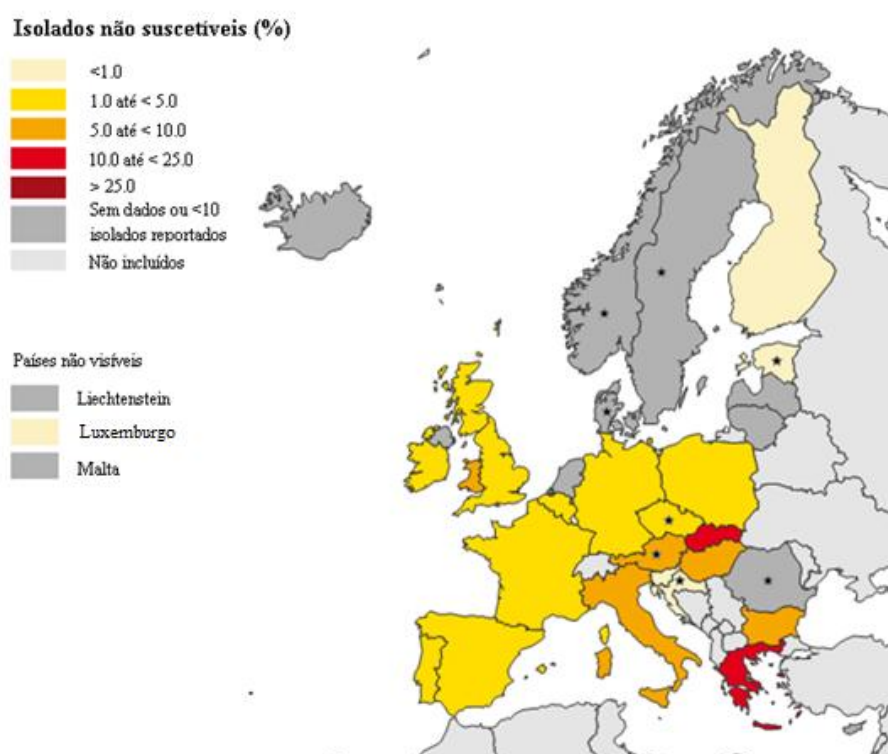 Isolados não suscetíveis (%)
<1.0
1.0 até < 5.0
5.0 até < 10.0
10.0 até < 25.0
> 25.0
Sem dados ou <10
isolados reportados
Não incluídos
Países não visíveis
Liechtenstein
Luxemburgo
Malta